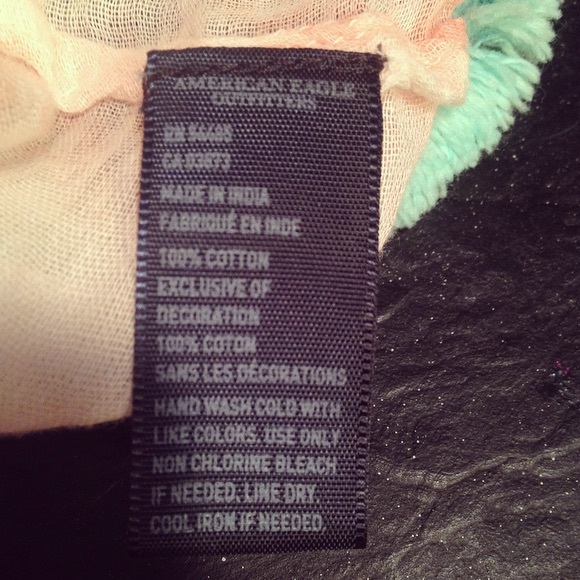 AMERICAN EAGLE
OUTFITTERS
RN 54485
CA 03873
MADE IN INDIA
FABRIQUÉ EN INDE
100% COTTON
EXCLUSIVE OF
DECORATION
100% COTON
SANS LES DÉCORATIONS
HAND WASH COLD WITH
LIKE COLORS. USE ONLY
NON CHLORINE BLEACH
IF NEEDED. LINE DRY.
COOL IRON IF NEEDED.